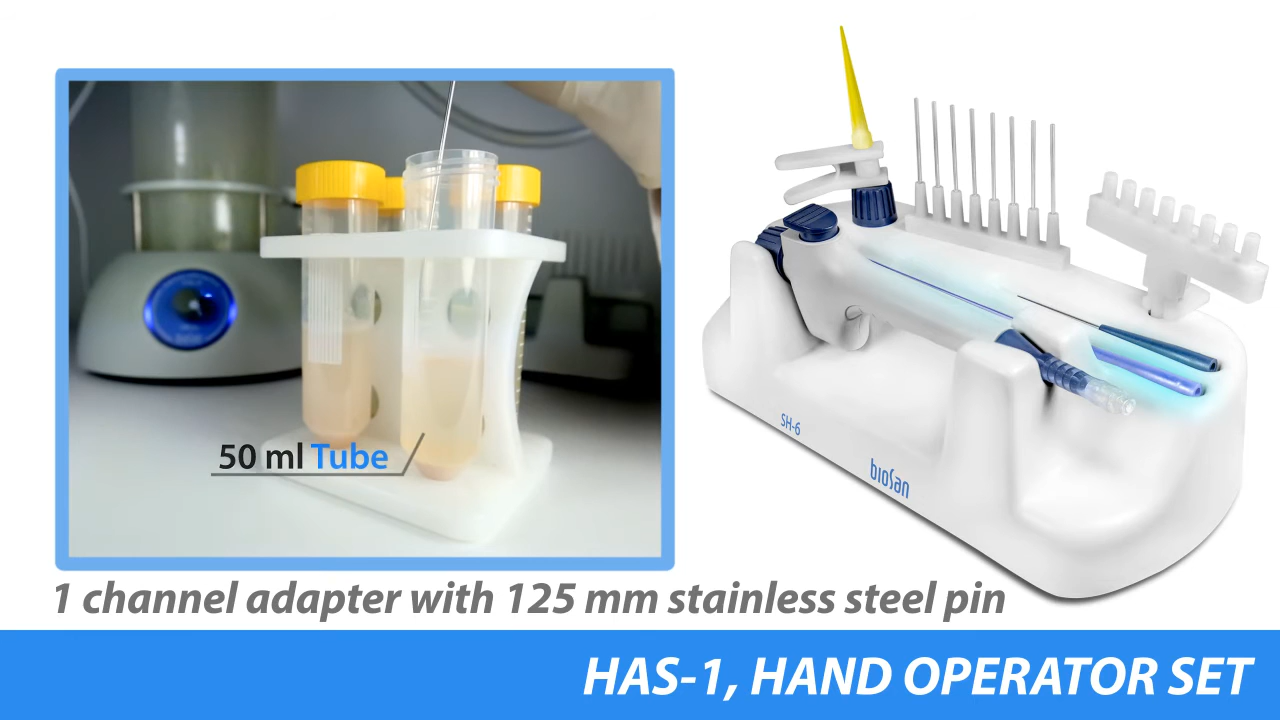 50 ml Tube
SH-6
bioSan
1 channel adapter with 125 mm stainless steel pin
HAS-1, HAND OPERATOR SET